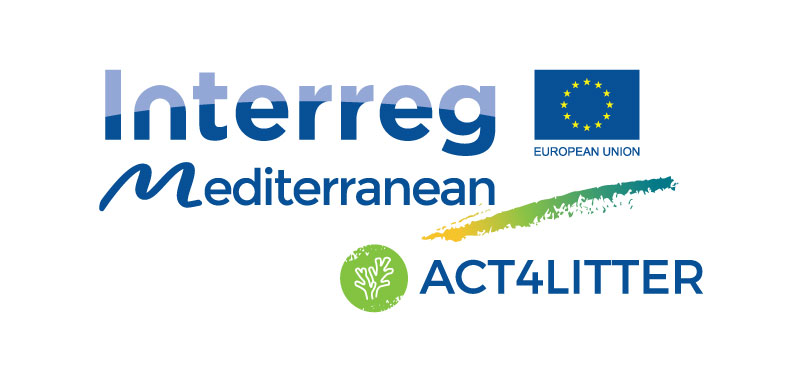 Interreg
EUROPEAN UNION
Mediterranean
ACT4LITTER